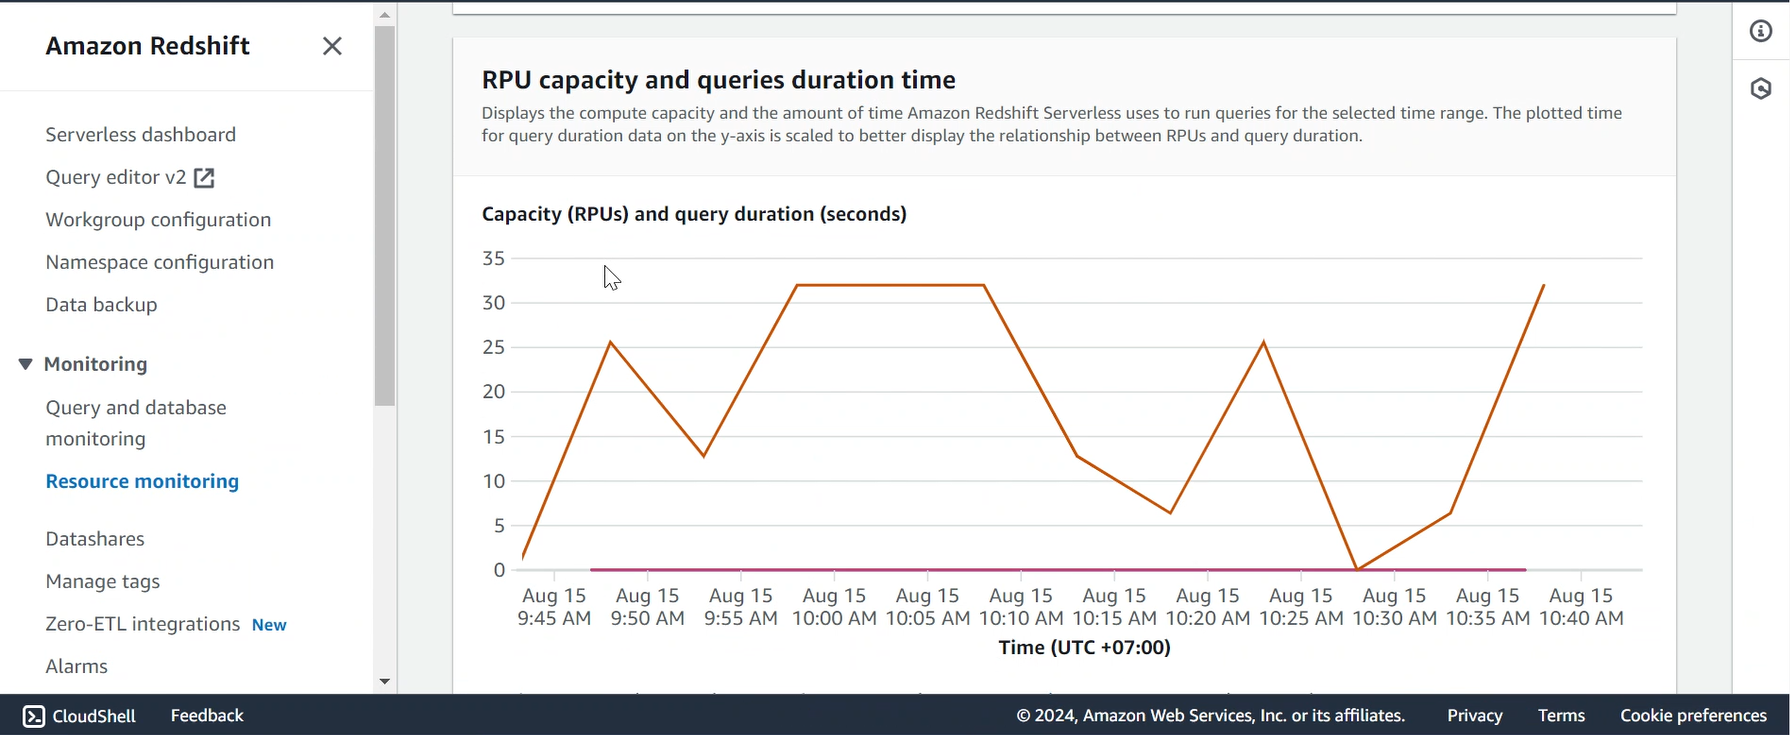 Amazon Redshift
Serverless dashboard
Query editor v2
Workgroup configuration
Namespace configuration
Data backup
Monitoring
Query and database
monitoring
Resource monitoring
Datashares
Manage tags
Zero-ETL integrations New
Alarms
RPU capacity and queries duration time
Displays the compute capacity and the amount of time Amazon Redshift Serverless uses to run queries for the selected time range. The plotted time
for query duration data on the y-axis is scaled to better display the relationship between RPUs and query duration.
Capacity (RPUs) and query duration (seconds)
35
30
25
20
15
10
5
0
Aug 15 Aug 15 Aug 15 Aug 15 Aug 15 Aug 15 Aug 15 Aug 15 Aug 15 Aug 15 Aug 15 Aug 15
9:45 AM 9:50 AM 9:55 AM 10:00 AM 10:05 AM 10:10 AM 10:15 AM 10:20 AM 10:25 AM 10:30 AM 10:35 AM 10:40 AM
Time (UTC +07:00)
CloudShell Feedback © 2024, Amazon Web Services, Inc. or its affiliates. Privacy Terms Cookie preferences